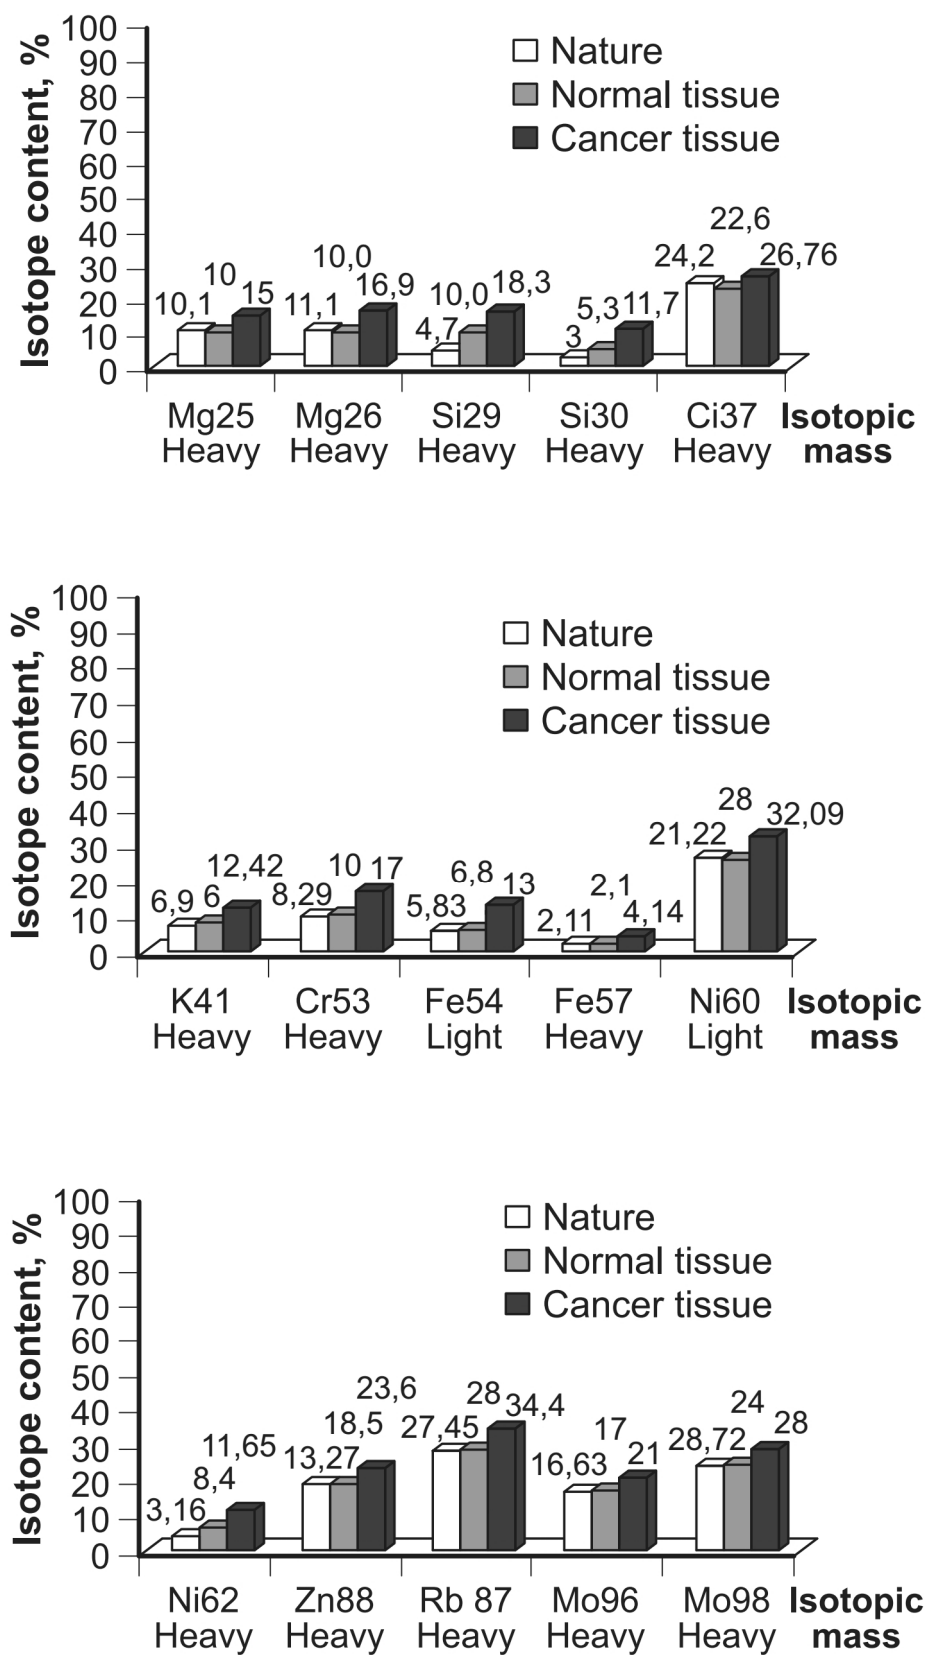 Isotope content, %
100
90
80
70
60
50
40
30
20
10
0
Nature
Normal tissue
Cancer tissue
10,1 10 15 11,1 10,0 16,9 4,7 10,0 18,3 3 5,3 11,7 24,2 22,6 26,76
Mg25 Mg26 Si29 Si30 Ci37 Isotopic
Heavy Heavy Heavy Heavy Heavy mass
Isotope content, %
100
90
80
70
60
50
40
30
20
10
0
Nature
Normal tissue
Cancer tissue
6,9 6 12,42 8,29 10 17 5,83 6,8 13 2,11 2,1 4,14 21,22 28 32,09
K41 Cr53 Fe54 Fe57 Ni60 Isotopic
Heavy Heavy Light Heavy Light mass
Isotope content, %
100
90
80
70
60
50
40
30
20
10
0
Nature
Normal tissue
Cancer tissue
3,16 8,4 11,65 13,27 18,5 23,6 27,45 28 34,4 16,63 17 21 28,72 24 28
Ni62 Zn88 Rb 87 Mo96 Mo98 Isotopic
Heavy Heavy Heavy Heavy Heavy mass